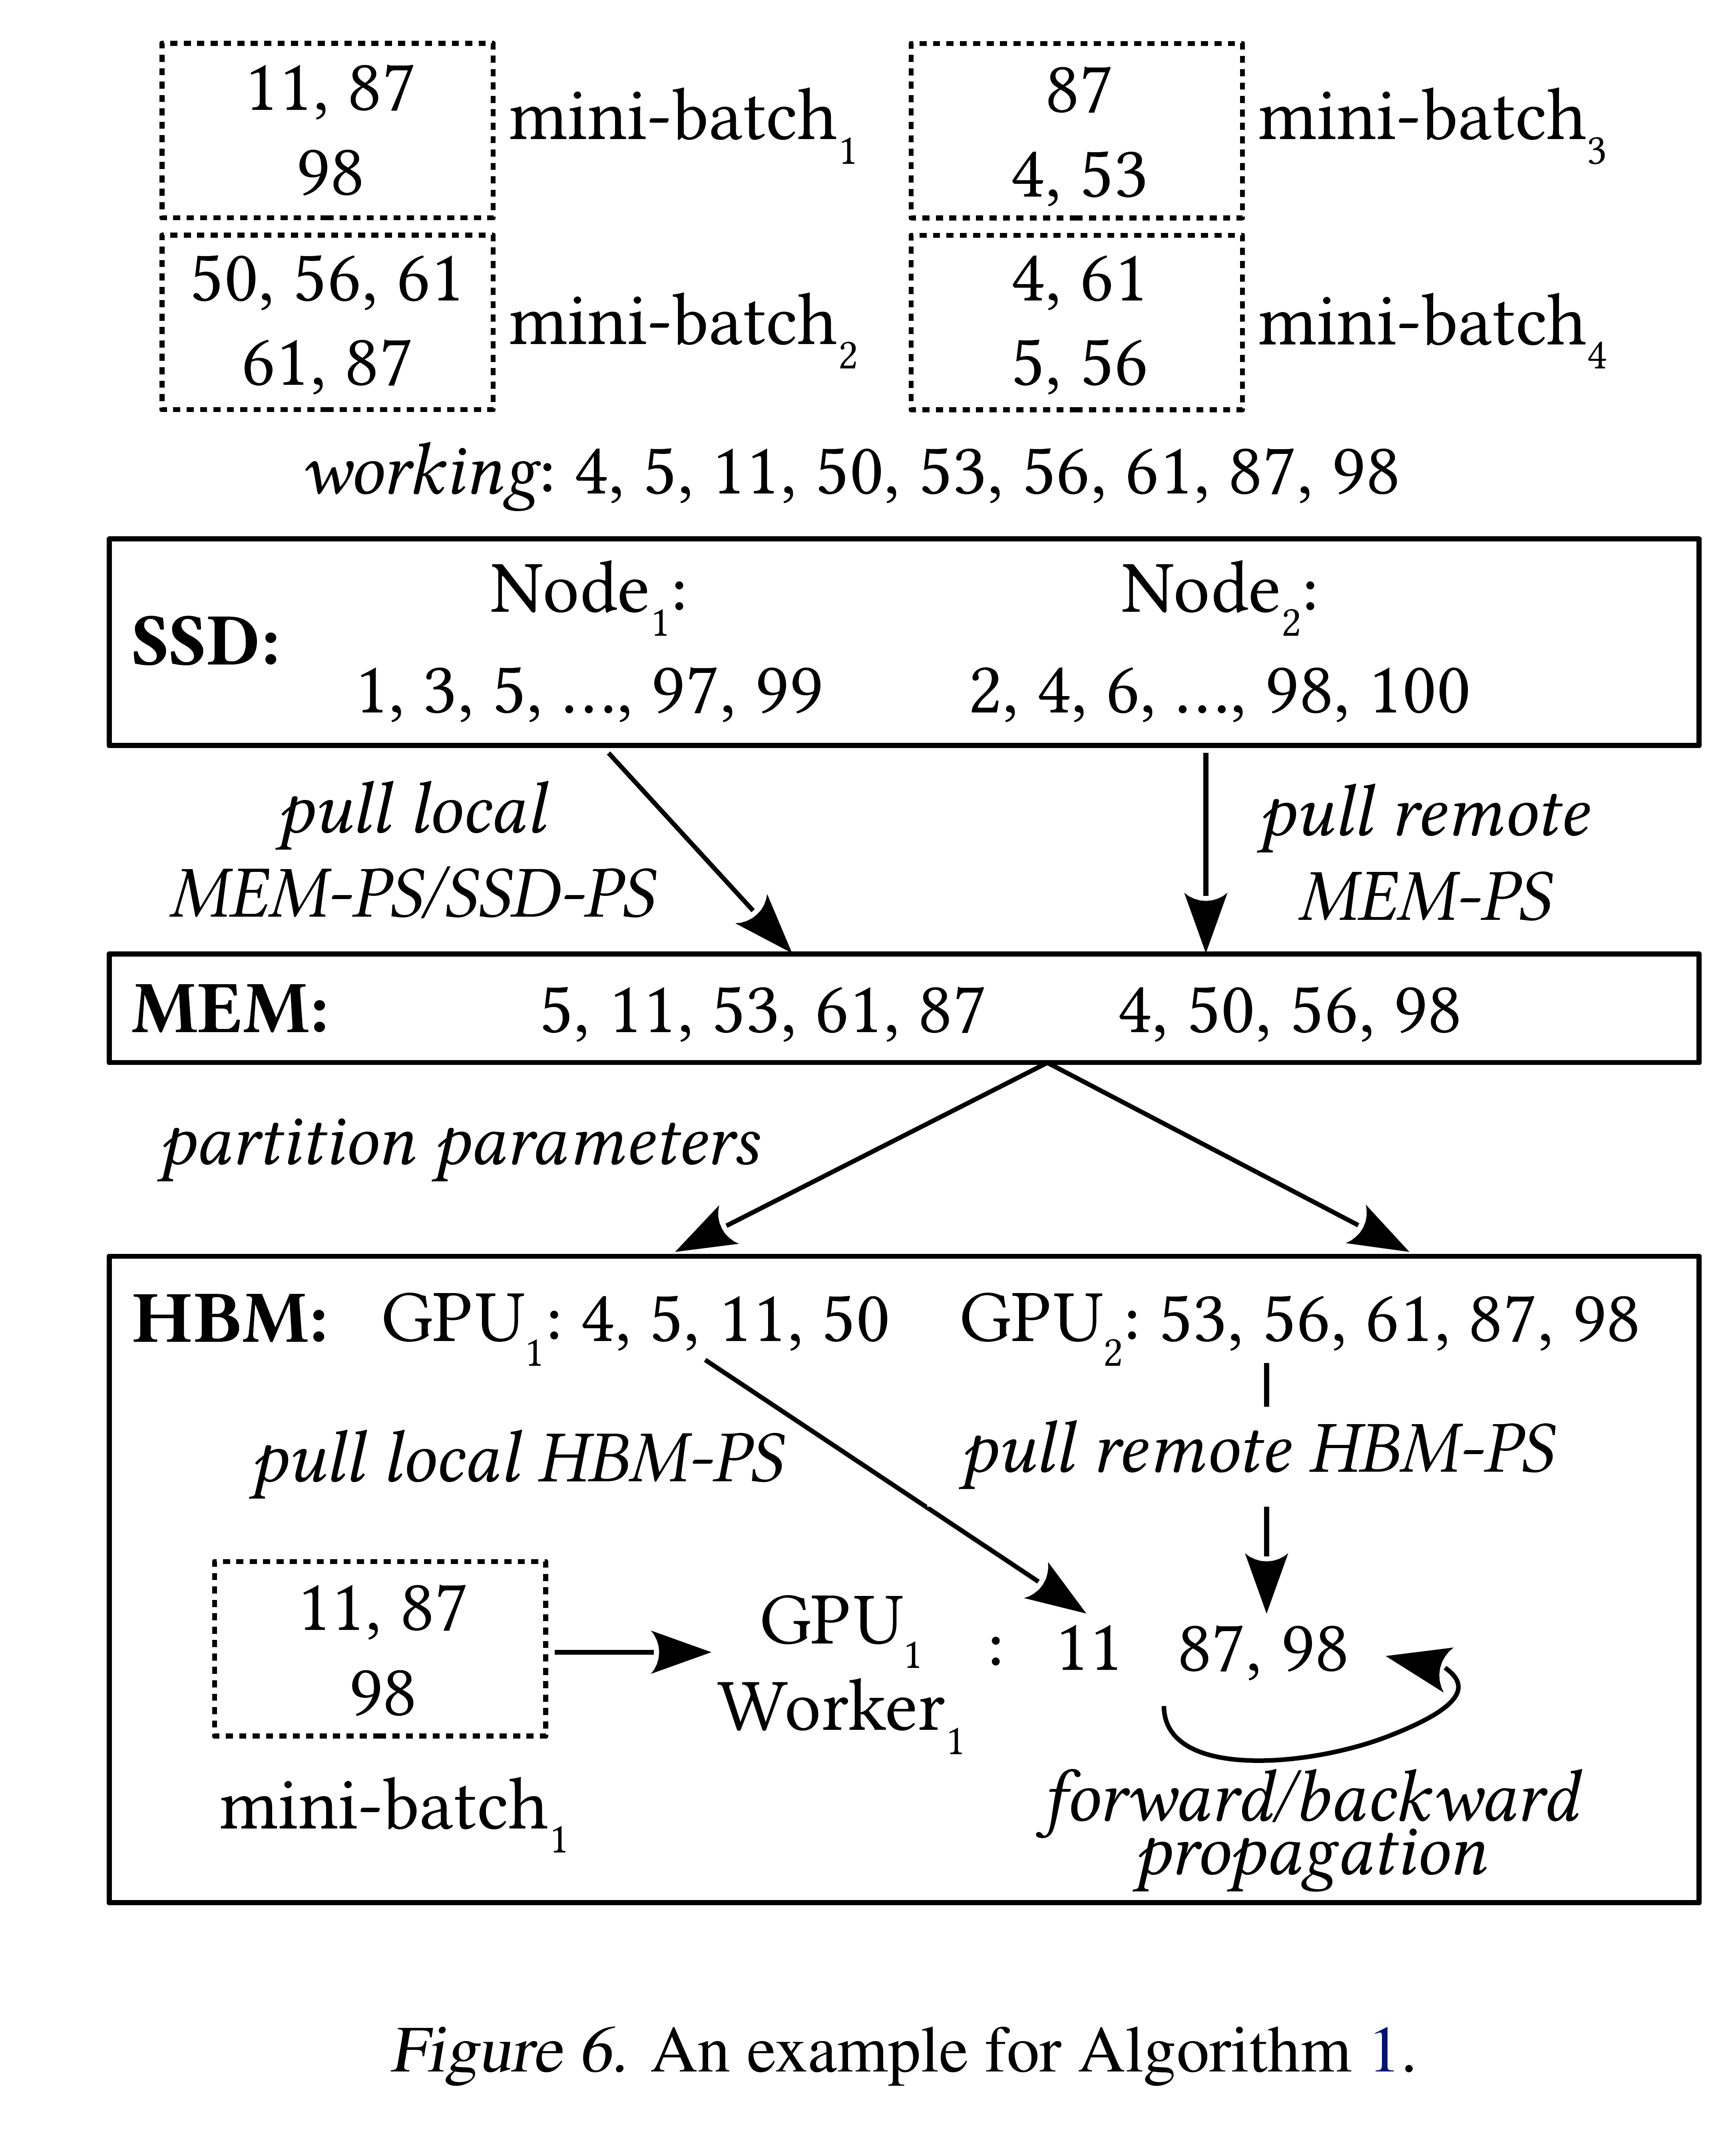 11, 87
98
mini-batch1
50, 56, 61
61, 87
mini-batch2
87
4, 53
mini-batch3
4, 61
5, 56
mini-batch4
working: 4, 5, 11, 50, 53, 56, 61, 87, 98
SSD:
Node1:
1, 3, 5, ..., 97, 99
Node2:
2, 4, 6, ..., 98, 100
pull local
MEM-PS/SSD-PS
pull remote
MEM-PS
MEM: 5, 11, 53, 61, 87 4, 50, 56, 98
partition parameters
HBM: GPU1: 4, 5, 11, 50 GPU2: 53, 56, 61, 87, 98
pull local HBM-PS
pull remote HBM-PS
11, 87
98
mini-batch1
GPU1
Worker1
: 11 87, 98
forward/backward
propagation
Figure 6. An example for Algorithm 1.